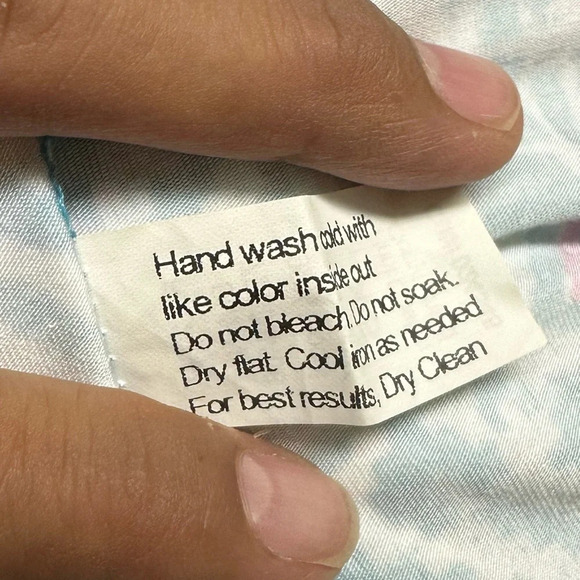 Hand wash cold with
like color inside out
Do not bleach. Do not soak.
Dry flat. Cool iron as needed
For best results, Dry Clean